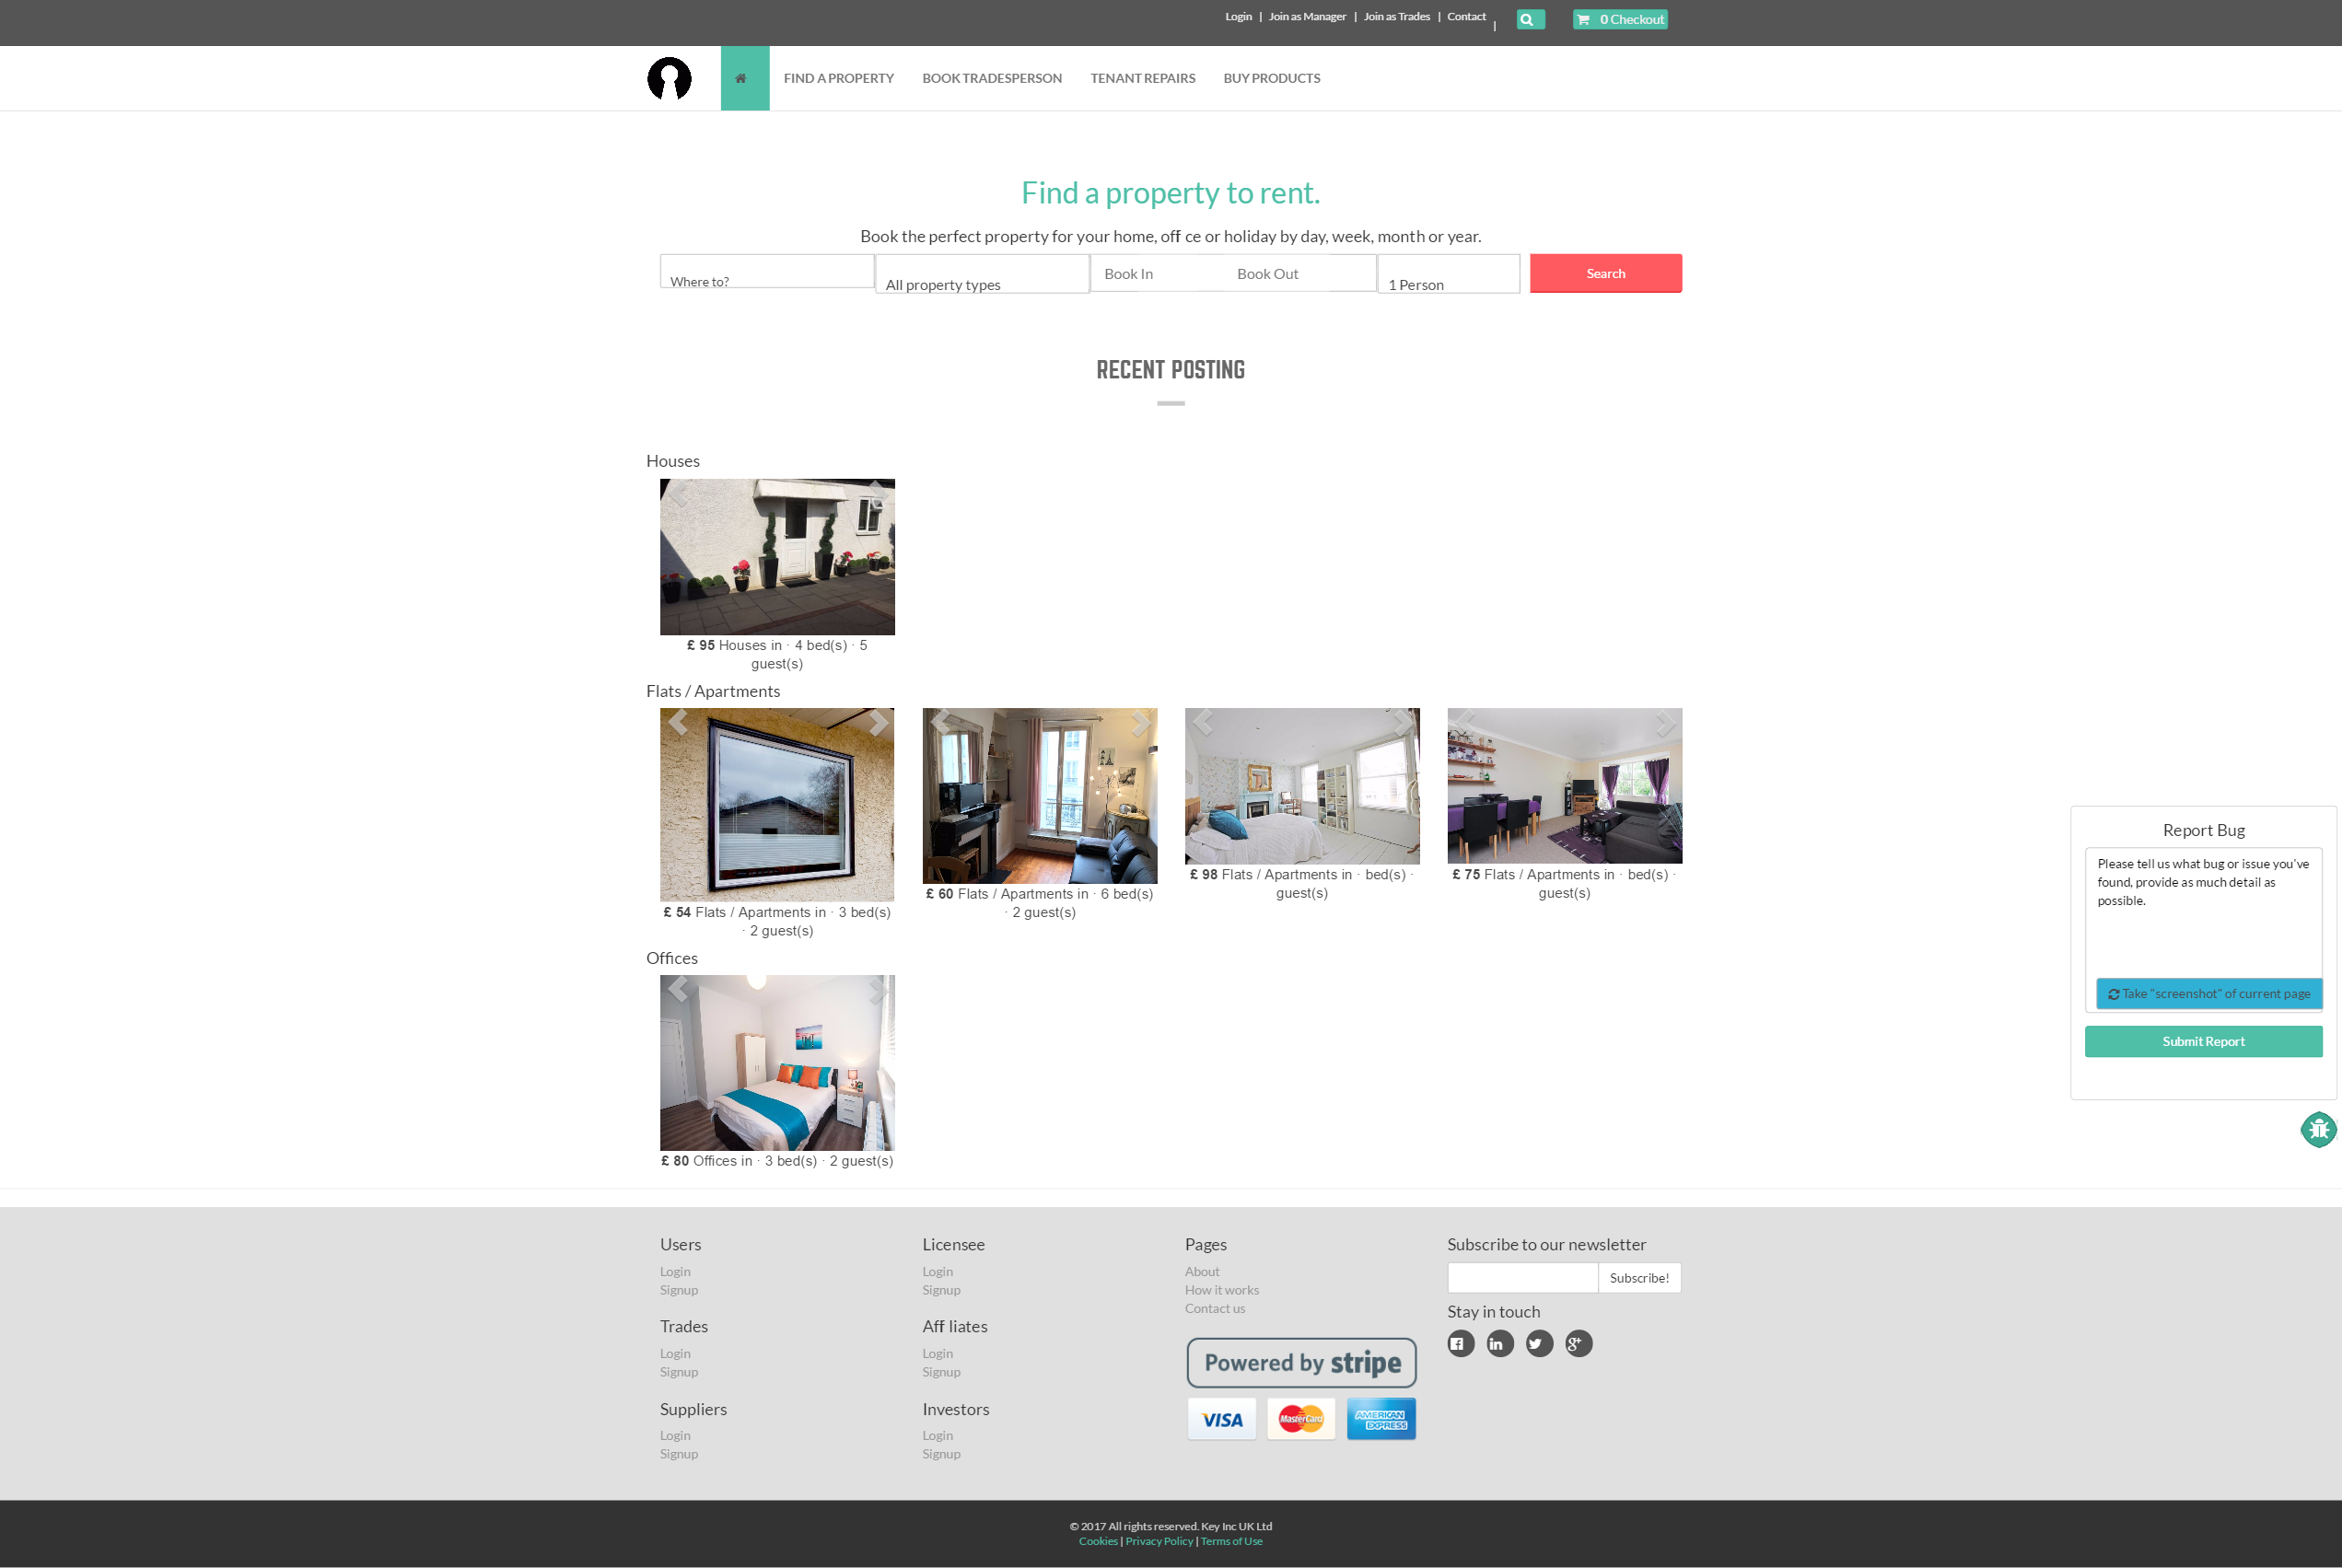 Login | Join as Manager | Join as Trades | Contact |
0 Checkout
FIND A PROPERTY
BOOK TRADESPERSON
TENANT REPAIRS
BUY PRODUCTS
Find a property to rent.
Book the perfect property for your home, off ce or holiday by day, week, month or year.
Where to?
All property types
Book In
Book Out
1 Person
Search
RECENT POSTING
Houses
£ 95 Houses in · 4 bed(s) · 5
guest(s)
Flats / Apartments
£ 54 Flats / Apartments in · 3 bed(s)
· 2 guest(s)
£ 60 Flats / Apartments in · 6 bed(s)
· 2 guest(s)
£ 98 Flats / Apartments in · bed(s) ·
guest(s)
£ 75 Flats / Apartments in · bed(s) ·
guest(s)
Offices
£ 80 Offices in · 3 bed(s) · 2 guest(s)
Report Bug
Please tell us what bug or issue you've
found, provide as much detail as
possible.
Take "screenshot" of current page
Submit Report
Users
Login
Signup
Trades
Login
Signup
Suppliers
Login
Signup
Licensee
Login
Signup
Aff liates
Login
Signup
Investors
Login
Signup
Pages
About
How it works
Contact us
Powered by stripe
VISA
MasterCard
AMERICAN
EXPRESS
Subscribe to our newsletter
Subscribe!
Stay in touch
© 2017 All rights reserved. Key Inc UK Ltd
Cookies | Privacy Policy | Terms of Use